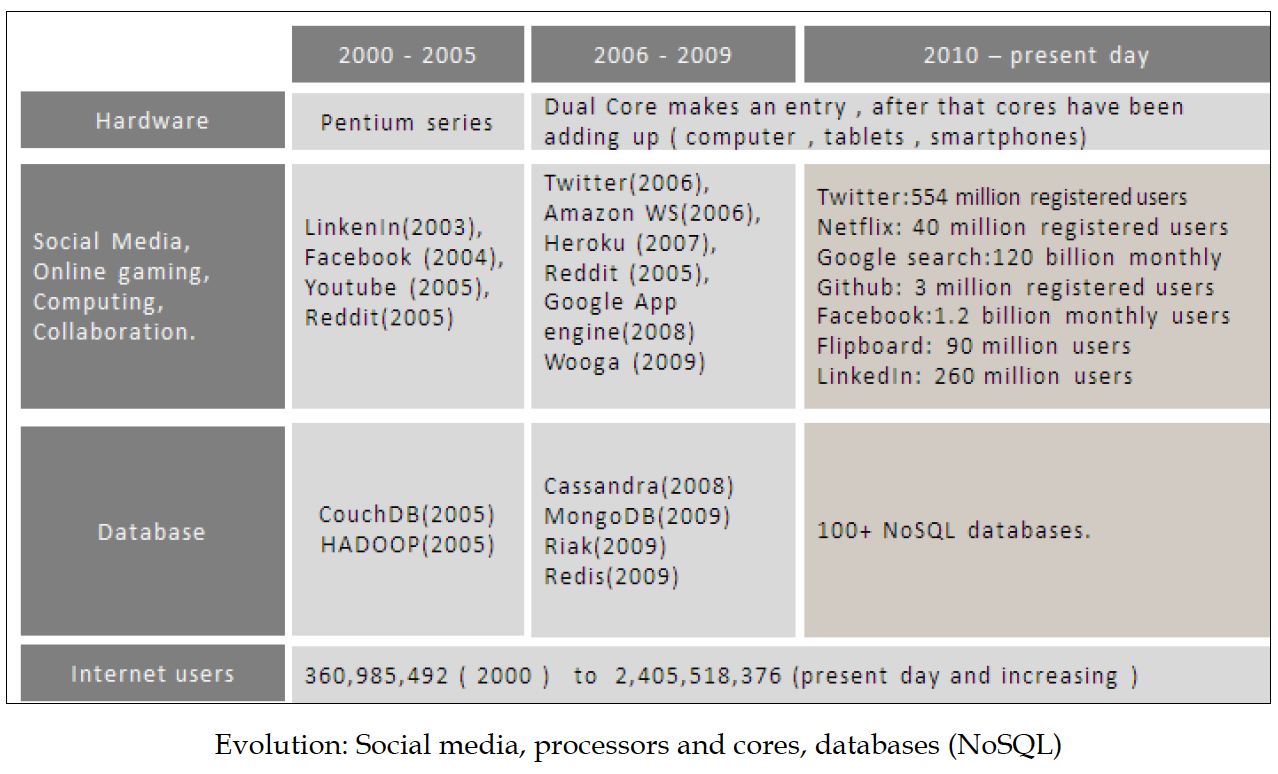 2000 - 2005
2006 - 2009
2010 – present day
Hardware
Pentium series
Dual Core makes an entry , after that cores have been
adding up ( computer , tablets , smartphones)
Social Media,
Online gaming,
Computing,
Collaboration.
LinkenIn(2003),
Facebook (2004),
Youtube (2005),
Reddit(2005)
Twitter(2006),
Amazon WS(2006),
Heroku (2007),
Reddit (2005),
Google App
engine(2008)
Wooga (2009)
Twitter:554 million registered users
Netflix: 40 million registered users
Google search:120 billion monthly
Github: 3 million registered users
Facebook:1.2 billion monthly users
Flipboard: 90 million users
LinkedIn: 260 million users
Database
CouchDB(2005)
HADOOP(2005)
Cassandra(2008)
MongoDB(2009)
Riak(2009)
Redis(2009)
100+ NoSQL databases.
Internet users
360,985,492 ( 2000 ) to 2,405,518,376 (present day and increasing )
Evolution: Social media, processors and cores, databases (NoSQL)